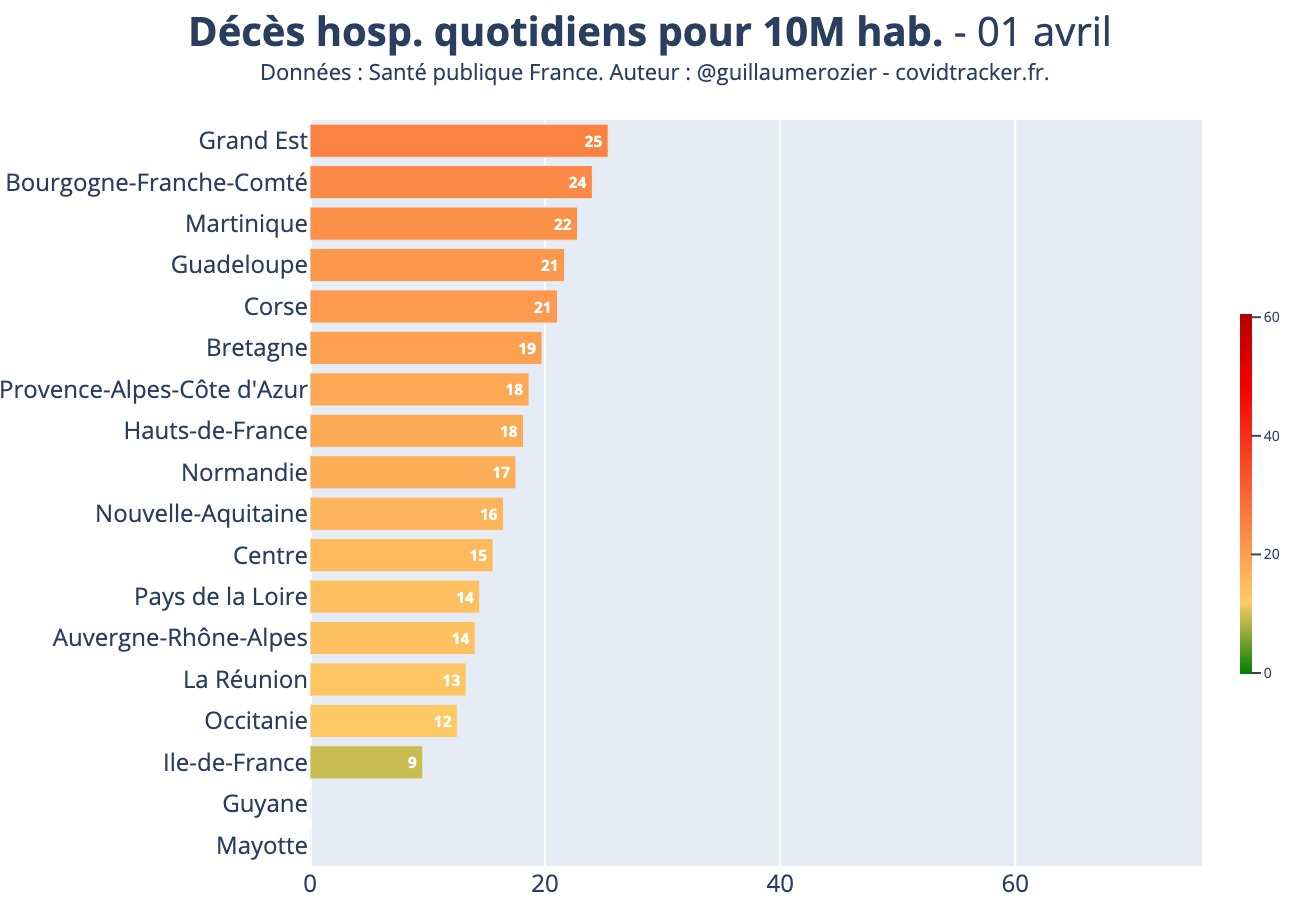 Décès hosp. quotidiens pour 10M hab. - 01 avril
Données : Santé publique France. Auteur : @guillaumerozier - covidtracker.fr.
Grand Est 25
Bourgogne-Franche-Comté 24
Martinique 22
Guadeloupe 21
Corse 21
Bretagne 19
Provence-Alpes-Côte d'Azur 18
Hauts-de-France 18
Normandie 17
Nouvelle-Aquitaine 16
Centre 15
Pays de la Loire 14
Auvergne-Rhône-Alpes 14
La Réunion 13
Occitanie 12
Ile-de-France 9
Guyane
Mayotte
0 20 40 60
60
40
20
0